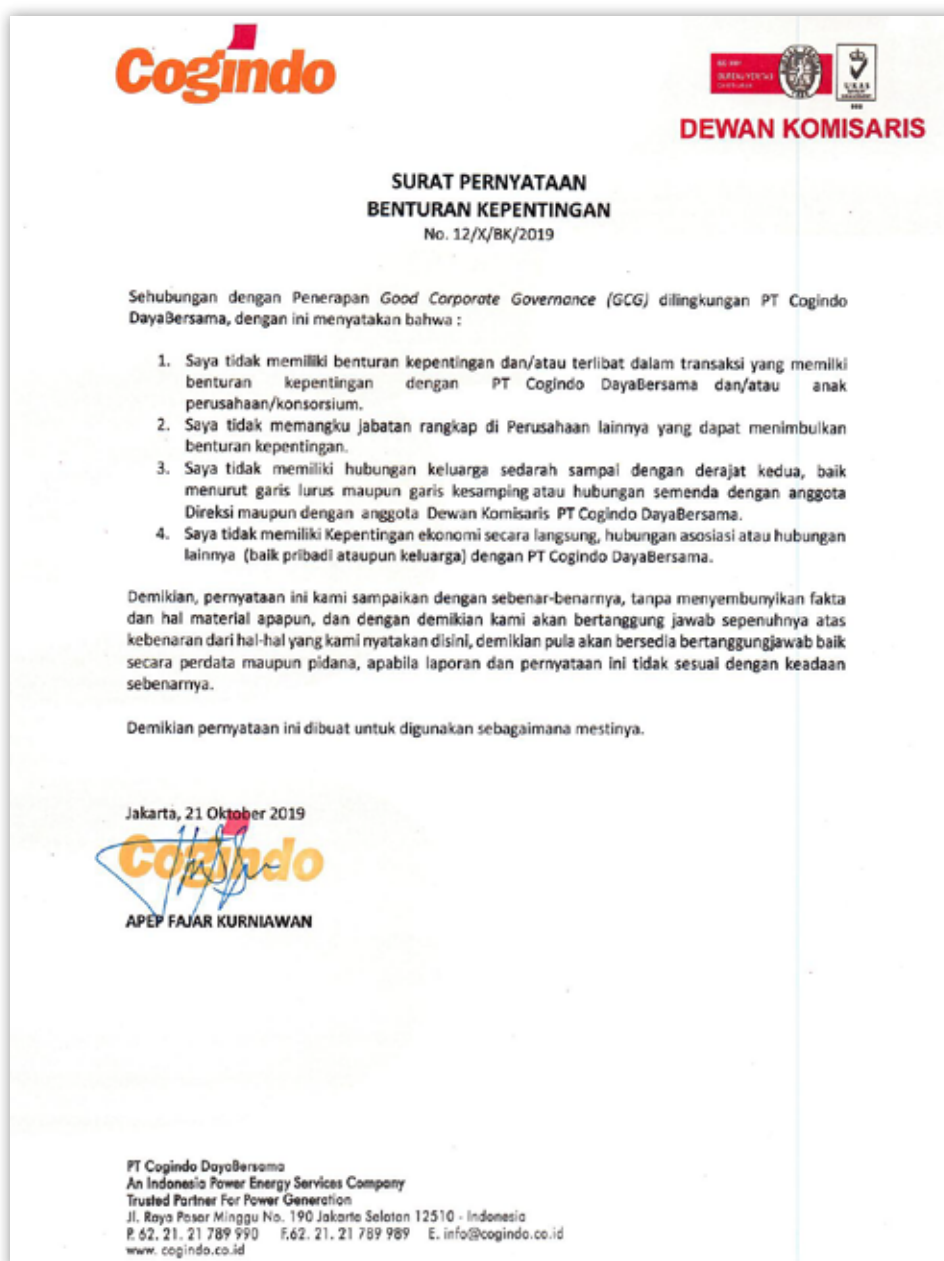 Cogindo
ISO 9001
BUREAU VERITAS
Certification
UKAS
DEWAN KOMISARIS
SURAT PERNYATAAN
BENTURAN KEPENTINGAN
No. 12/X/BK/2019
Sehubungan dengan Penerapan Good Corporate Governance (GCG) dilingkungan PT Cogindo
DayaBersama, dengan ini menyatakan bahwa :
1. Saya tidak memiliki benturan kepentingan dan/atau terlibat dalam transaksi yang memilki
benturan kepentingan dengan PT Cogindo DayaBersama dan/atau anak
perusahaan/konsorsium.
2. Saya tidak memangku jabatan rangkap di Perusahaan lainnya yang dapat menimbulkan
benturan kepentingan.
3. Saya tidak memiliki hubungan keluarga sedarah sampai dengan derajat kedua, baik
menurut garis lurus maupun garis kesamping atau hubungan semenda dengan anggota
Direksi maupun dengan anggota Dewan Komisaris PT Cogindo DayaBersama.
4. Saya tidak memiliki Kepentingan ekonomi secara langsung, hubungan asosiasi atau hubungan
lainnya (baik pribadi ataupun keluarga) dengan PT Cogindo DayaBersama.
Demikian, pernyataan ini kami sampaikan dengan sebenar-benarnya, tanpa menyembunyikan fakta
dan hal material apapun, dan dengan demikian kami akan bertanggung jawab sepenuhnya atas
kebenaran dari hal-hal yang kami nyatakan disini, demikian pula akan bersedia bertanggungjawab baik
secara perdata maupun pidana, apabila laporan dan pernyataan ini tidak sesuai dengan keadaan
sebenarnya.
Demikian pernyataan ini dibuat untuk digunakan sebagaimana mestinya.
Jakarta, 21 Oktober 2019
Cogindo
APEP FAJAR KURNIAWAN
PT Cogindo DayaBersama
An Indonesia Power Energy Services Company
Trusted Partner For Power Generation
Jl. Raya Pasar Minggu No. 190 Jakarta Selatan 12510 - Indonesia
P. 62. 21. 21 789 990 F.62. 21. 21 789 989 E. info@cogindo.co.id
www. cogindo.co.id